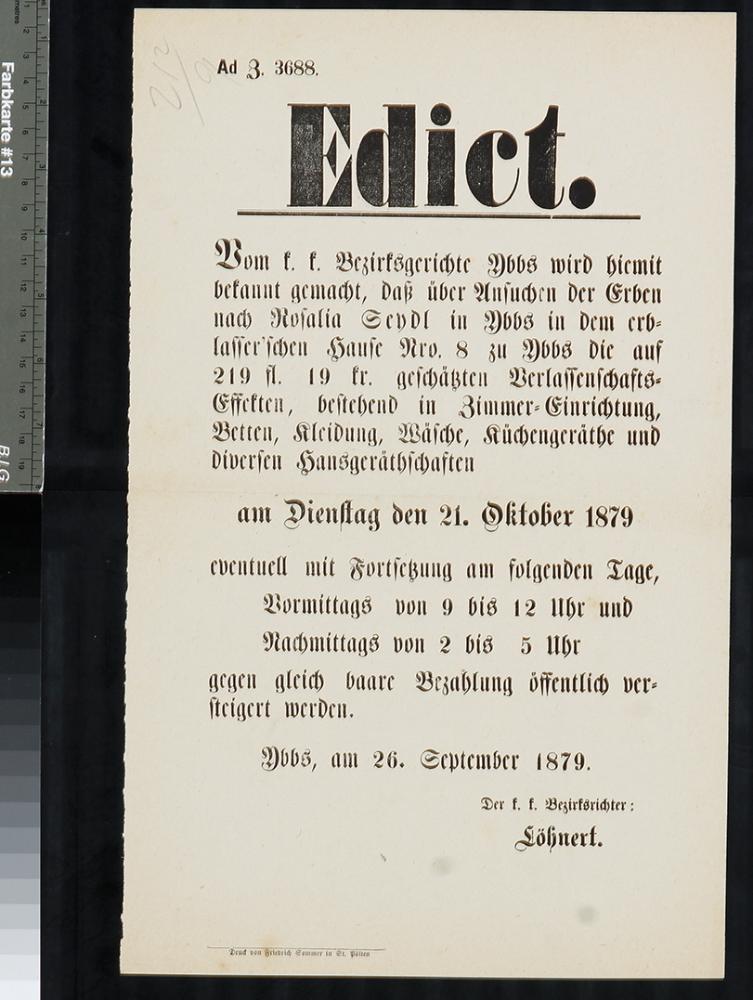 Ad Z. 3688.
Edict.
Vom k. k. Bezirksgerichte Ybbs wird hiemit
bekannt gemacht, daß über Ansuchen der Erben
nach Rosalia Seydl in Ybbs in dem erb-
lasser'schen Hause Nro. 8 zu Ybbs die auf
219 fl. 19 kr. geschätzten Verlassenschafts-
Effekten, bestehend in Zimmer-Einrichtung,
Betten, Kleidung, Wäsche, Küchengeräthe und
diversen Hausgeräthschaften
am Dienstag den 21. Oktober 1879
eventuell mit Fortsetzung am folgenden Tage,
Vormittags von 9 bis 12 Uhr und
Nachmittags von 2 bis 5 Uhr
gegen gleich baare Bezahlung öffentlich ver-
steigert werden.
Ybbs, am 26. September 1879.
Der k. k. Bezirksrichter:
Löhnert.
Druck von Friedrich Sommer in St. Pölten
Farbkarte #13
B.I.G.